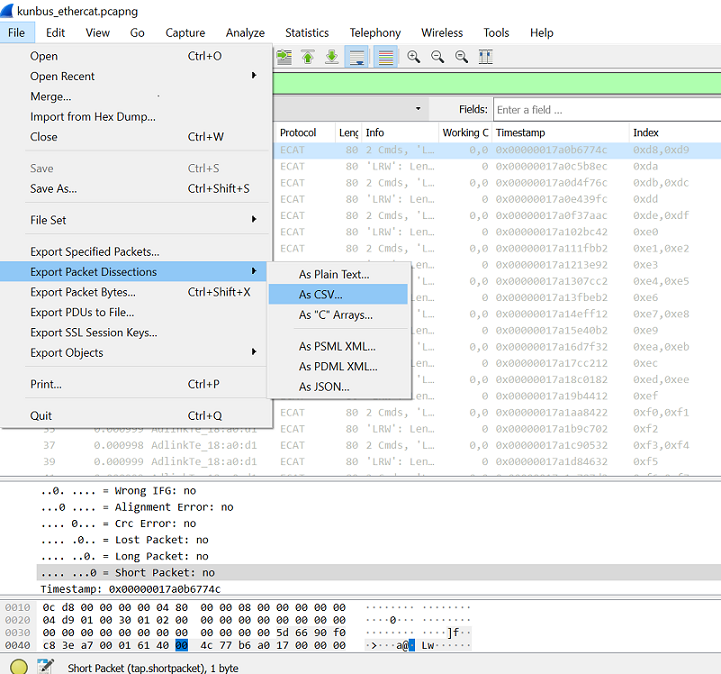 kunbus_ethercat.pcapng
File Edit View Go Capture Analyze Statistics Telephony Wireless Tools Help
Open Ctrl+O
Open Recent
Merge...
Import from Hex Dump...
Close Ctrl+W
Save Ctrl+S
Save As... Ctrl+Shift+S
File Set
Export Specified Packets...
Export Packet Dissections
Export Packet Bytes... Ctrl+Shift+X
Export PDUs to File...
Export SSL Session Keys...
Export Objects
Print... Ctrl+P
Quit Ctrl+Q
As Plain Text...
As CSV...
As "C" Arrays...
As PSML XML...
As PDML XML...
As JSON...
Fields: Enter a field ...
Protocol Leng Info Working C Timestamp Index
ECAT 80 2 Cmds, 'L... 0,0 0x00000017a0b6774c 0xd8,0xd9
ECAT 80 'LRW': Len... 0 0x00000017a0c5b8ec 0xda
ECAT 80 2 Cmds, 'L... 0,0 0x00000017a0d4f76c 0xdb,0xdc
ECAT 80 'LRW': Len... 0 0x00000017a0e439fc 0xdd
ECAT 80 2 Cmds, 'L... 0,0 0x00000017a0f37aac 0xde,0xdf
ECAT 80 'LRW': Len... 0 0x00000017a102bc42 0xe0
ECAT 80 2 Cmds, 'L... 0,0 0x00000017a111fbb2 0xe1,0xe2
80 'LRW': Len... 0 0x00000017a1213e92 0xe3
0,0 0x00000017a1307cc2 0xe4,0xe5
0 0x00000017a13fbeb2 0xe6
0,0 0x00000017a14eff12 0xe7,0xe8
0 0x00000017a15e40b2 0xe9
0,0 0x00000017a16d7f32 0xea,0xeb
0 0x00000017a17cc212 0xec
0,0 0x00000017a18c0182 0xed,0xee
0 0x00000017a19b4412 0xef
35 0.000999 AdlinkTe_18:a0:d1 ECAT 80 2 Cmds, 'L... 0,0 0x00000017a1aa8422 0xf0,0xf1
ECAT 80 'LRW': Len... 0 0x00000017a1b9c702 0xf2
37 0.000998 AdlinkTe_18:a0:d1 ECAT 80 2 Cmds, 'L... 0,0 0x00000017a1c90532 0xf3,0xf4
39 0.000999 AdlinkTe_18:a0:d1 ECAT 80 'LRW': Len... 0 0x00000017a1d84632 0xf5
..0. .... = Wrong IFG: no
...0 .... = Alignment Error: no
.... 0... = Crc Error: no
.... .0.. = Lost Packet: no
.... ..0. = Long Packet: no
.... ...0 = Short Packet: no
Timestamp: 0x00000017a0b6774c
0010 0c d8 00 00 00 00 04 80 00 00 08 00 00 00 00 00 ········ ········
0020 04 d9 01 00 30 01 02 00 00 00 00 00 00 00 00 00 ····0··· ········
0030 00 00 00 00 00 00 00 00 00 00 00 00 5d 66 90 f0 ········ ····]f··
0040 c8 3e a7 00 01 61 40 00 4c 77 b6 a0 17 00 00 00 ·>···a@· Lw······
Short Packet (tap.shortpacket), 1 byte